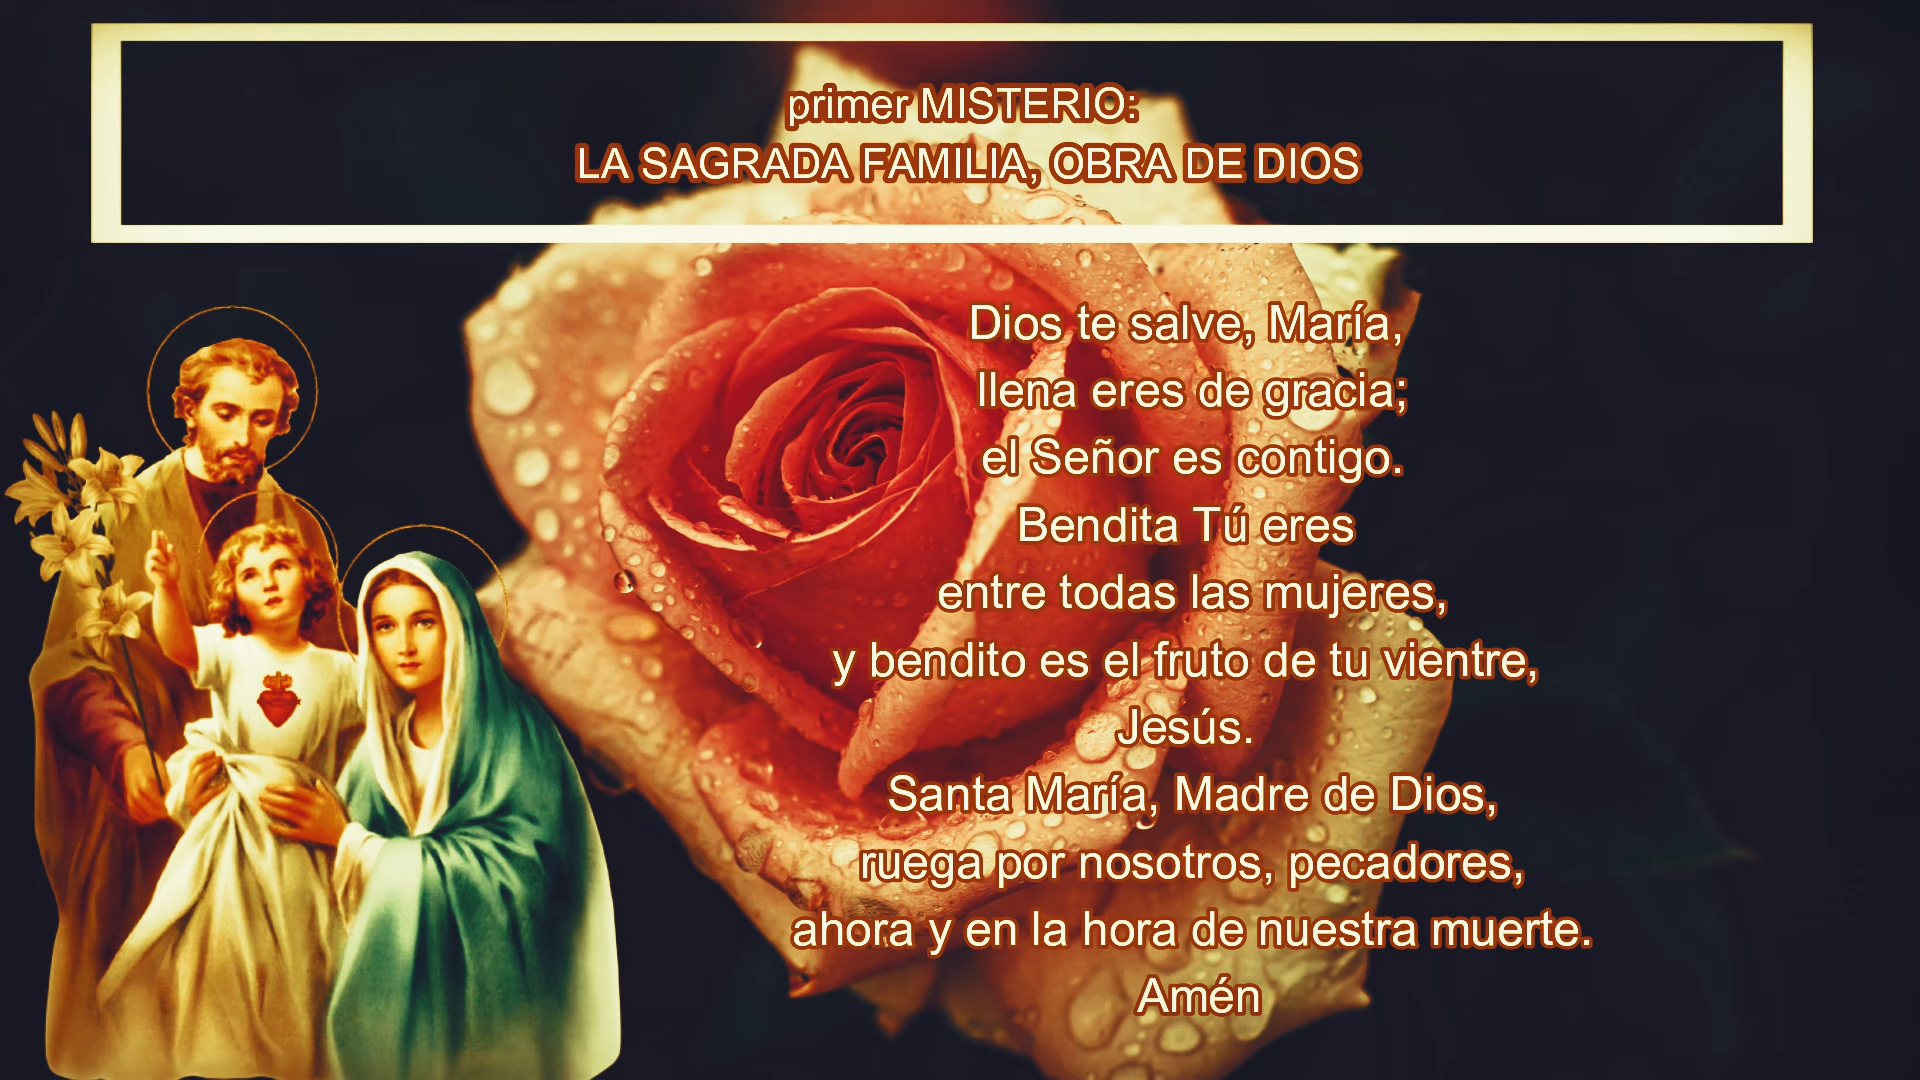 primer MISTERIO:
LA SAGRADA FAMILIA, OBRA DE DIOS
Dios te salve, María,
llena eres de gracia;
el Señor es contigo.
Bendita Tú eres
entre todas las mujeres,
y bendito es el fruto de tu vientre,
Jesús.
Santa María, Madre de Dios,
ruega por nosotros, pecadores,
ahora y en la hora de nuestra muerte.
Amén